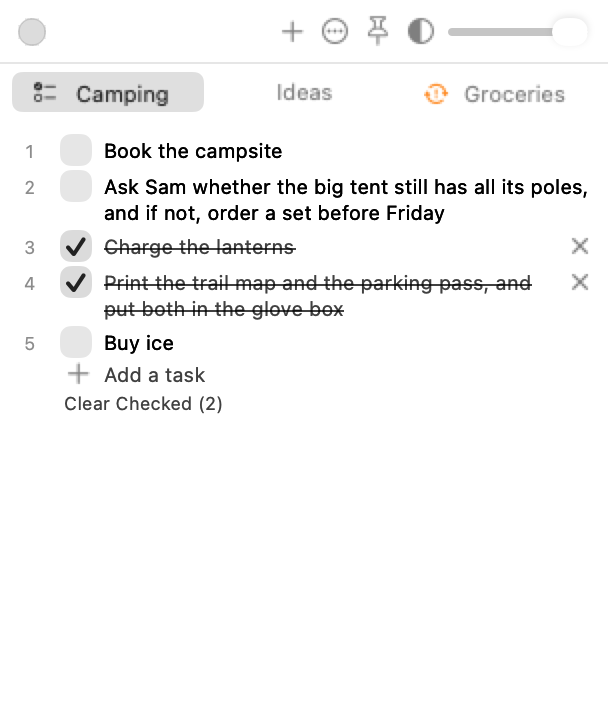 Camping
Ideas
Groceries
1 Book the campsite
2 Ask Sam whether the big tent still has all its poles,
and if not, order a set before Friday
3 Charge the lanterns
4 Print the trail map and the parking pass, and
put both in the glove box
5 Buy ice
Add a task
Clear Checked (2)